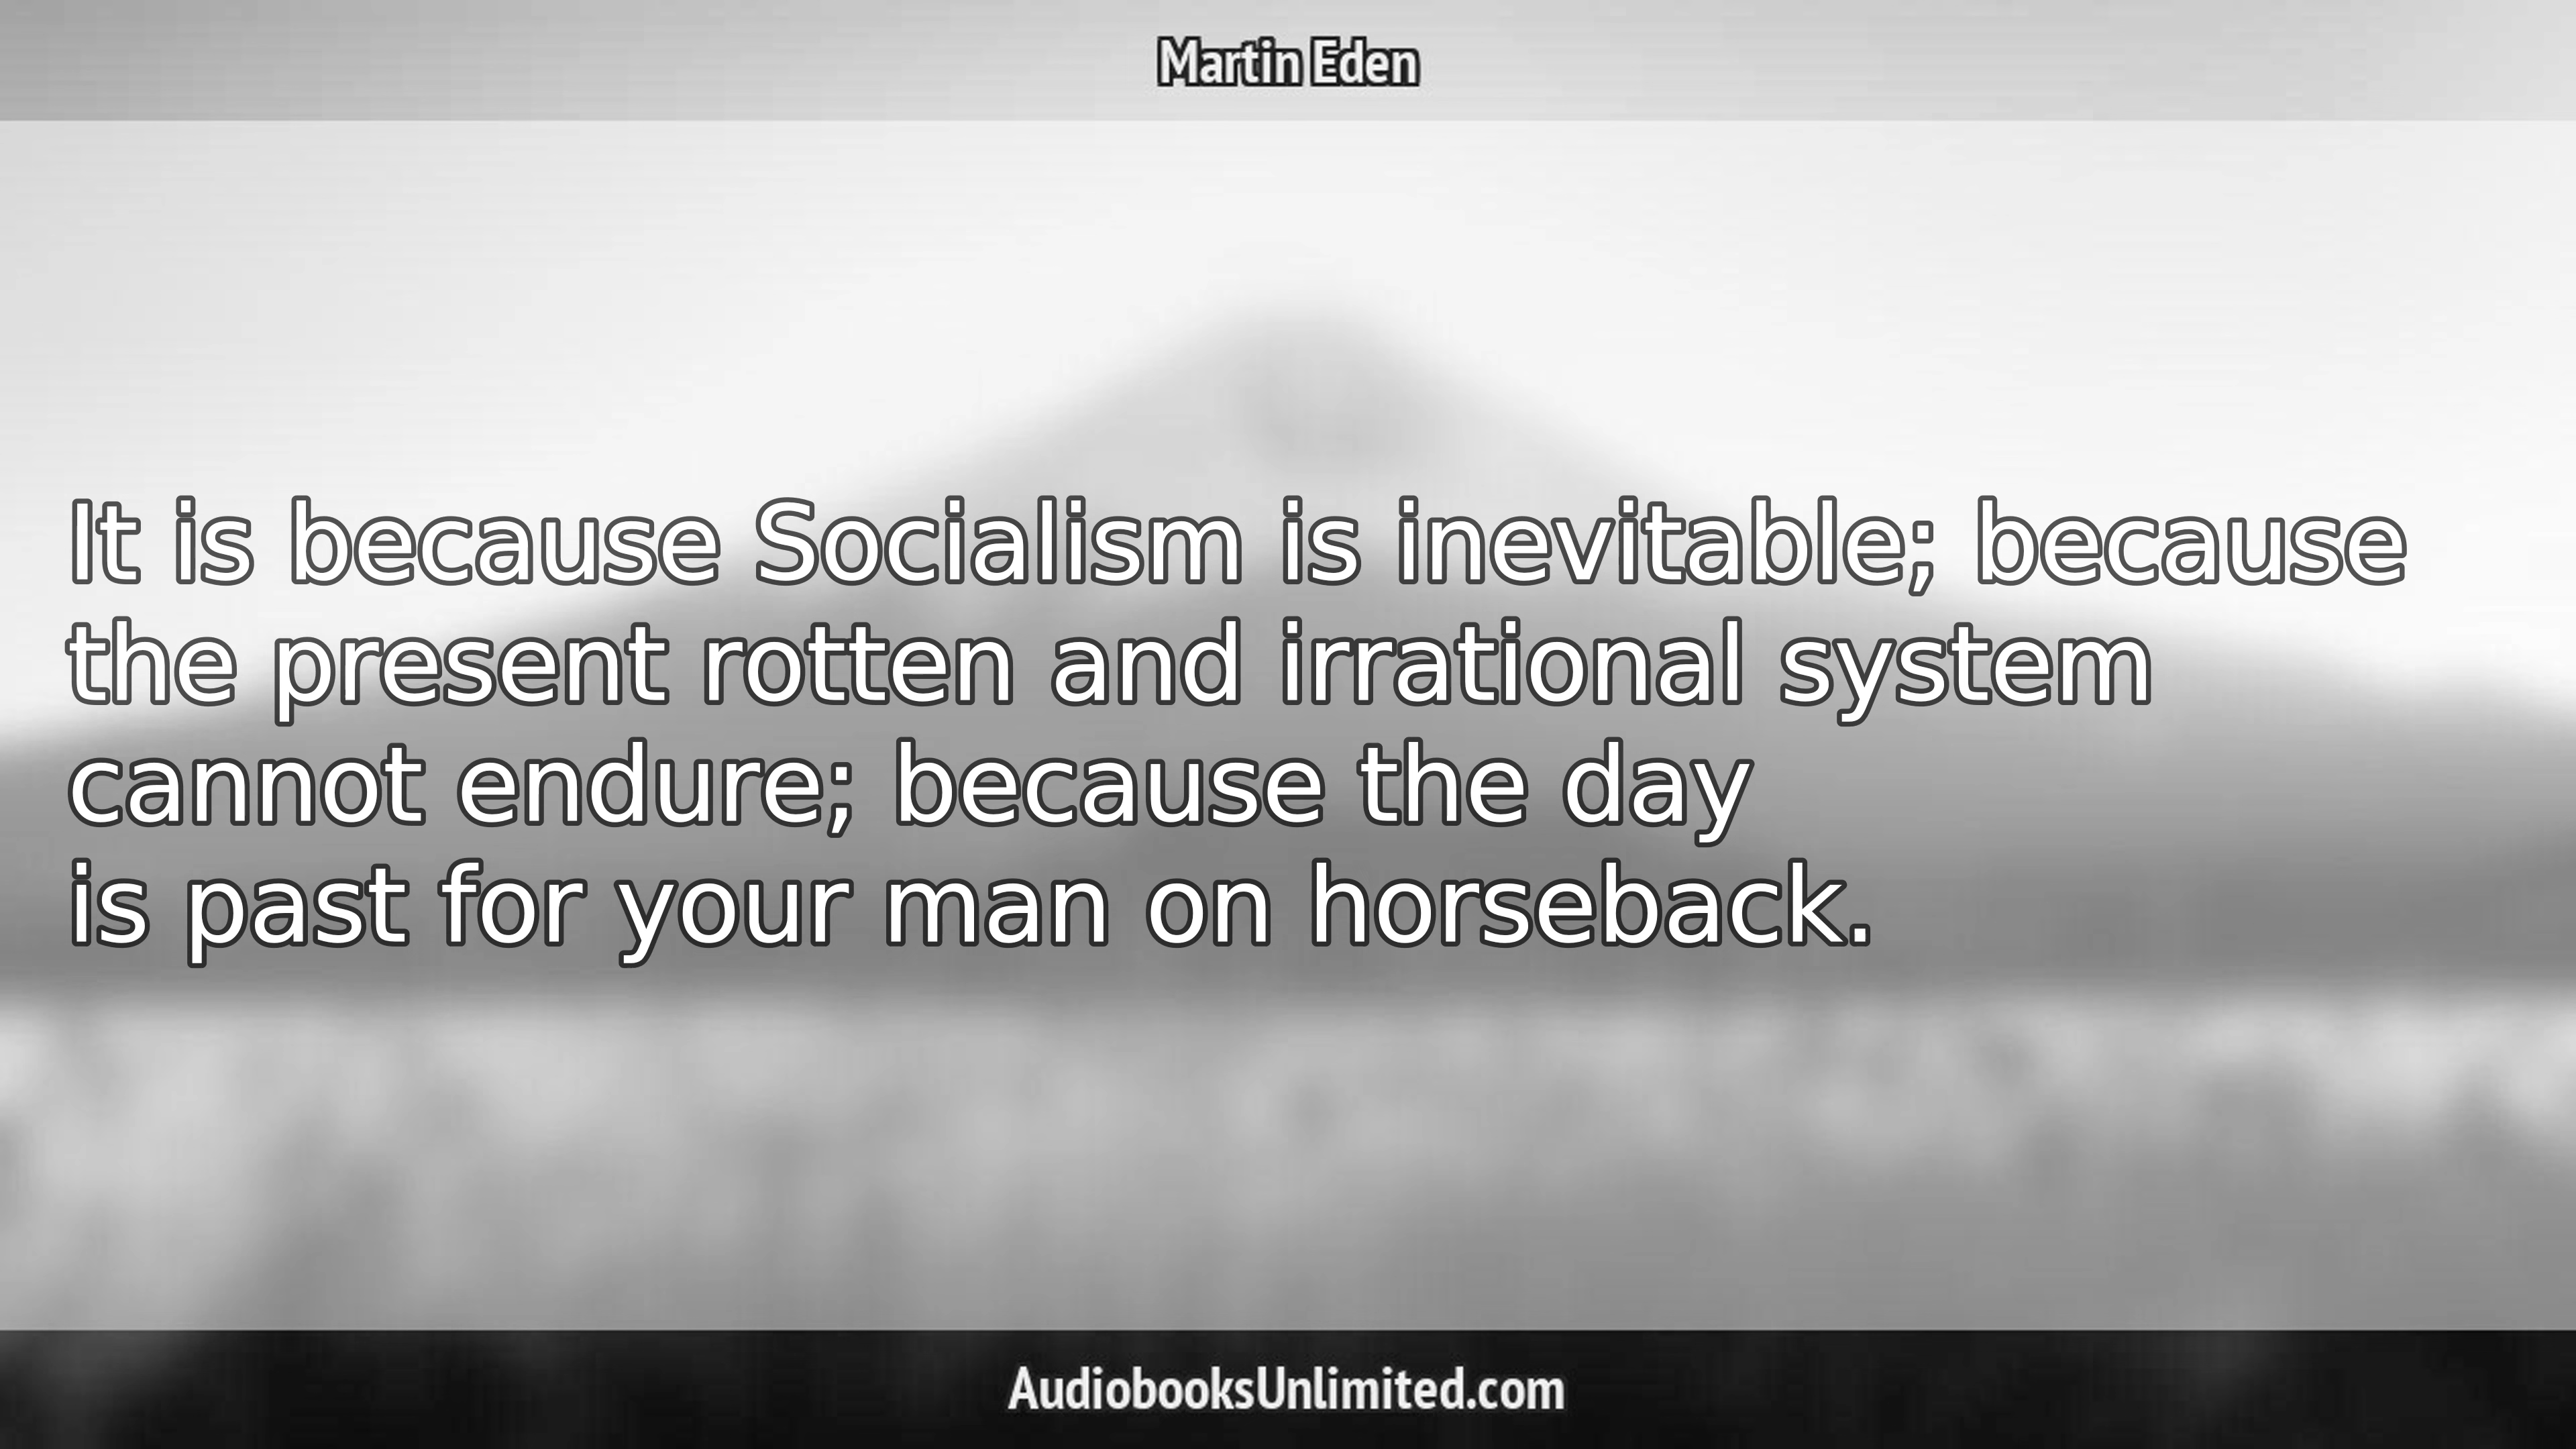 Martin Eden
It is because Socialism is inevitable; because
the present rotten and irrational system
cannot endure; because the day
is past for your man on horseback.
AudiobooksUnlimited.com